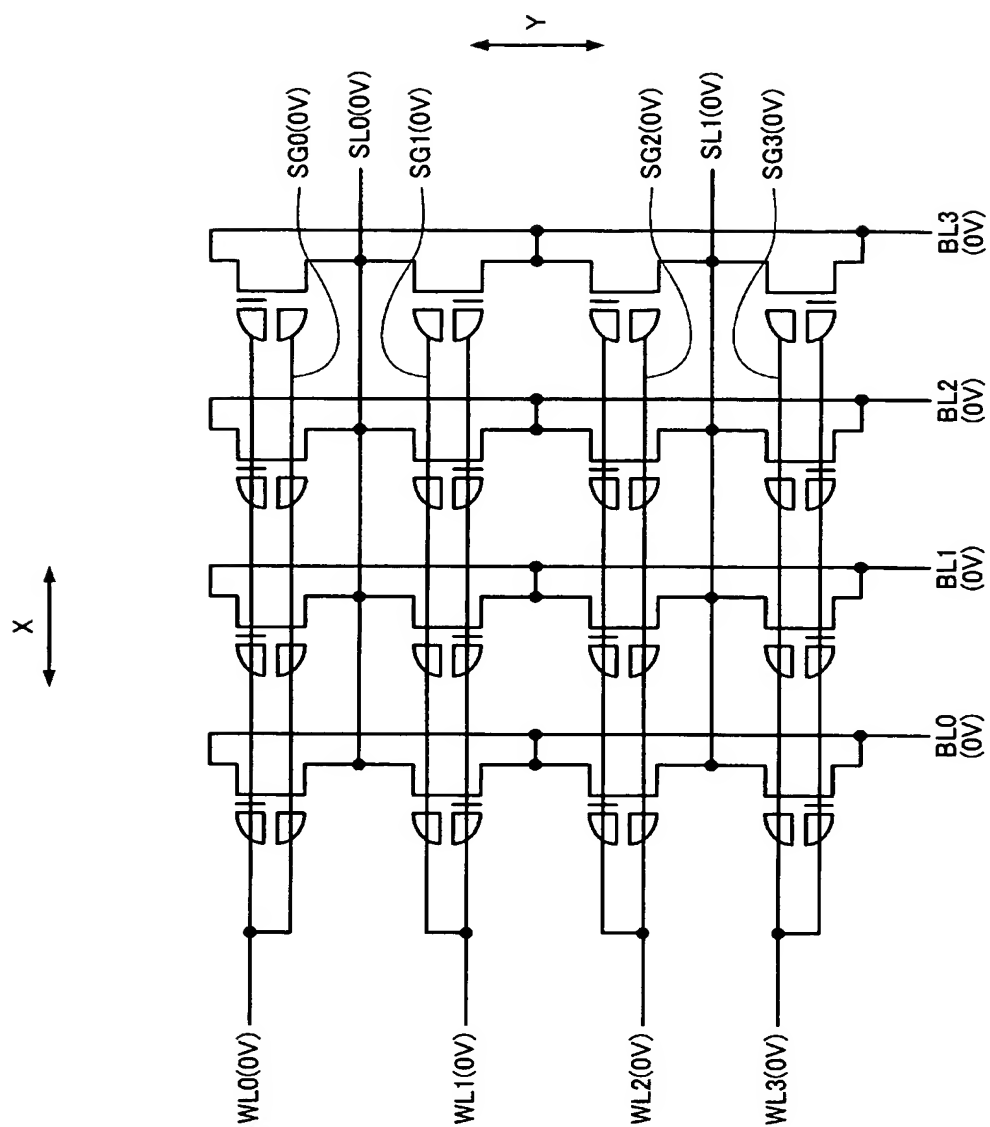 X
Y
SG0(0V)
SL0(0V)
SG1(0V)
SG2(0V)
SL1(0V)
SG3(0V)
WL0(0V)
WL1(0V)
WL2(0V)
WL3(0V)
BL0
(0V)
BL1
(0V)
BL2
(0V)
BL3
(0V)